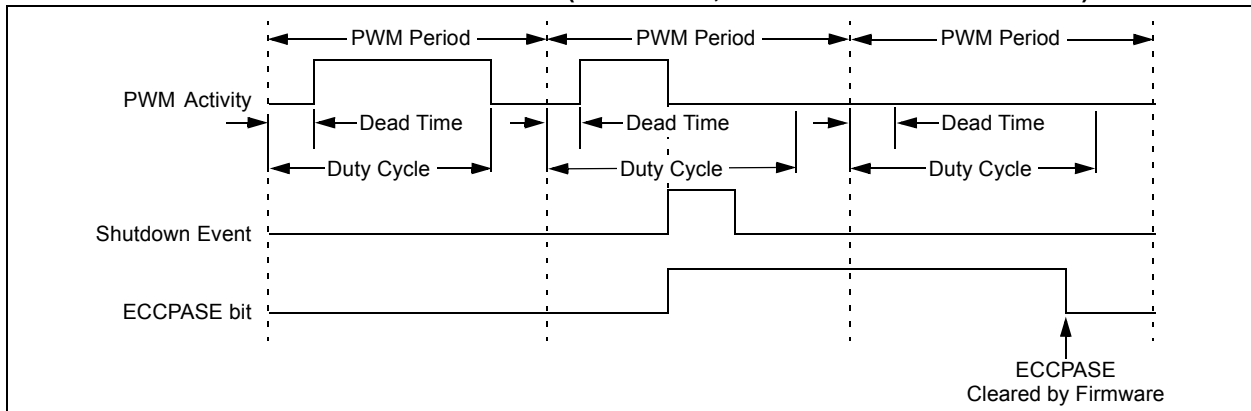 PWM Period PWM Period PWM Period
PWM Activity
Dead Time Dead Time Dead Time
Duty Cycle Duty Cycle Duty Cycle
Shutdown Event
ECCPASE bit
ECCPASE
Cleared by Firmware